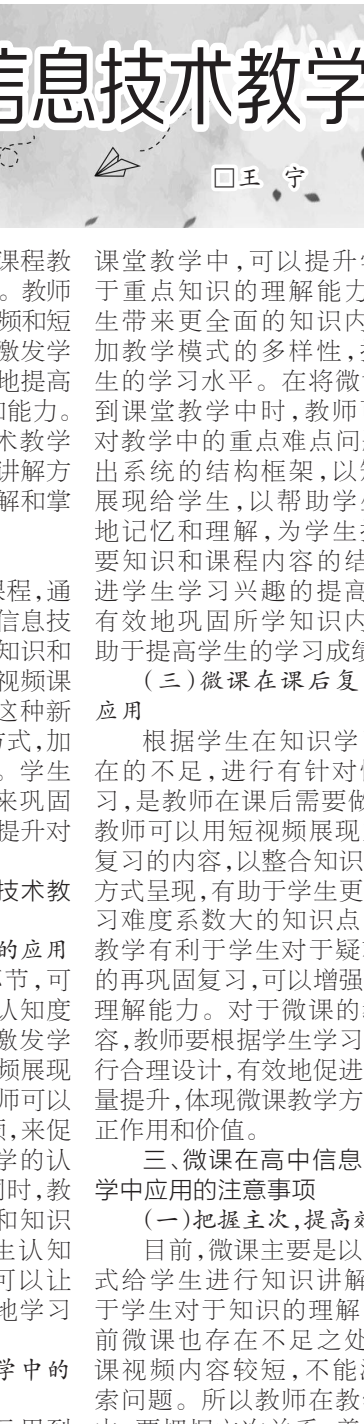 信息技术教学
□王 宁
课程教
。教师
频和短
激发学
地提高
和能力。
术教学
讲解方
解和掌
课程,通
信息技
知识和
视频课
这种新
方式,加
。学生
来巩固
提升对
技术教
的应用
环节,可
认知度
激发学
频展现
师可以
频,来促
学的认
同时,教
和知识
生认知
可以让
地学习
学中的
课堂教学中,可以提升学
于重点知识的理解能力
生带来更全面的知识内
加教学模式的多样性,
生的学习水平。在将微
到课堂教学中时,教师
对教学中的重点难点问
出系统的结构框架,以
展现给学生,以帮助学
地记忆和理解,为学生
要知识和课程内容的结
进学生学习兴趣的提高
有效地巩固所学知识内
助于提高学生的学习成绩
(三)微课在课后复
应用
根据学生在知识学
在的不足,进行有针对性
习,是教师在课后需要做
教师可以用短视频展现
复习的内容,以整合知识
方式呈现,有助于学生更
习难度系数大的知识点
教学有利于学生对于疑
的再巩固复习,可以增强
理解能力。对于微课的
容,教师要根据学生学习
行合理设计,有效地促进
量提升,体现微课教学方
正作用和价值。
三、微课在高中信息
学中应用的注意事项
(一)把握主次,提高效
目前,微课主要是以
式给学生进行知识讲解
于学生对于知识的理解
前微课也存在不足之处
课视频内容较短,不能
索问题。所以教师在教